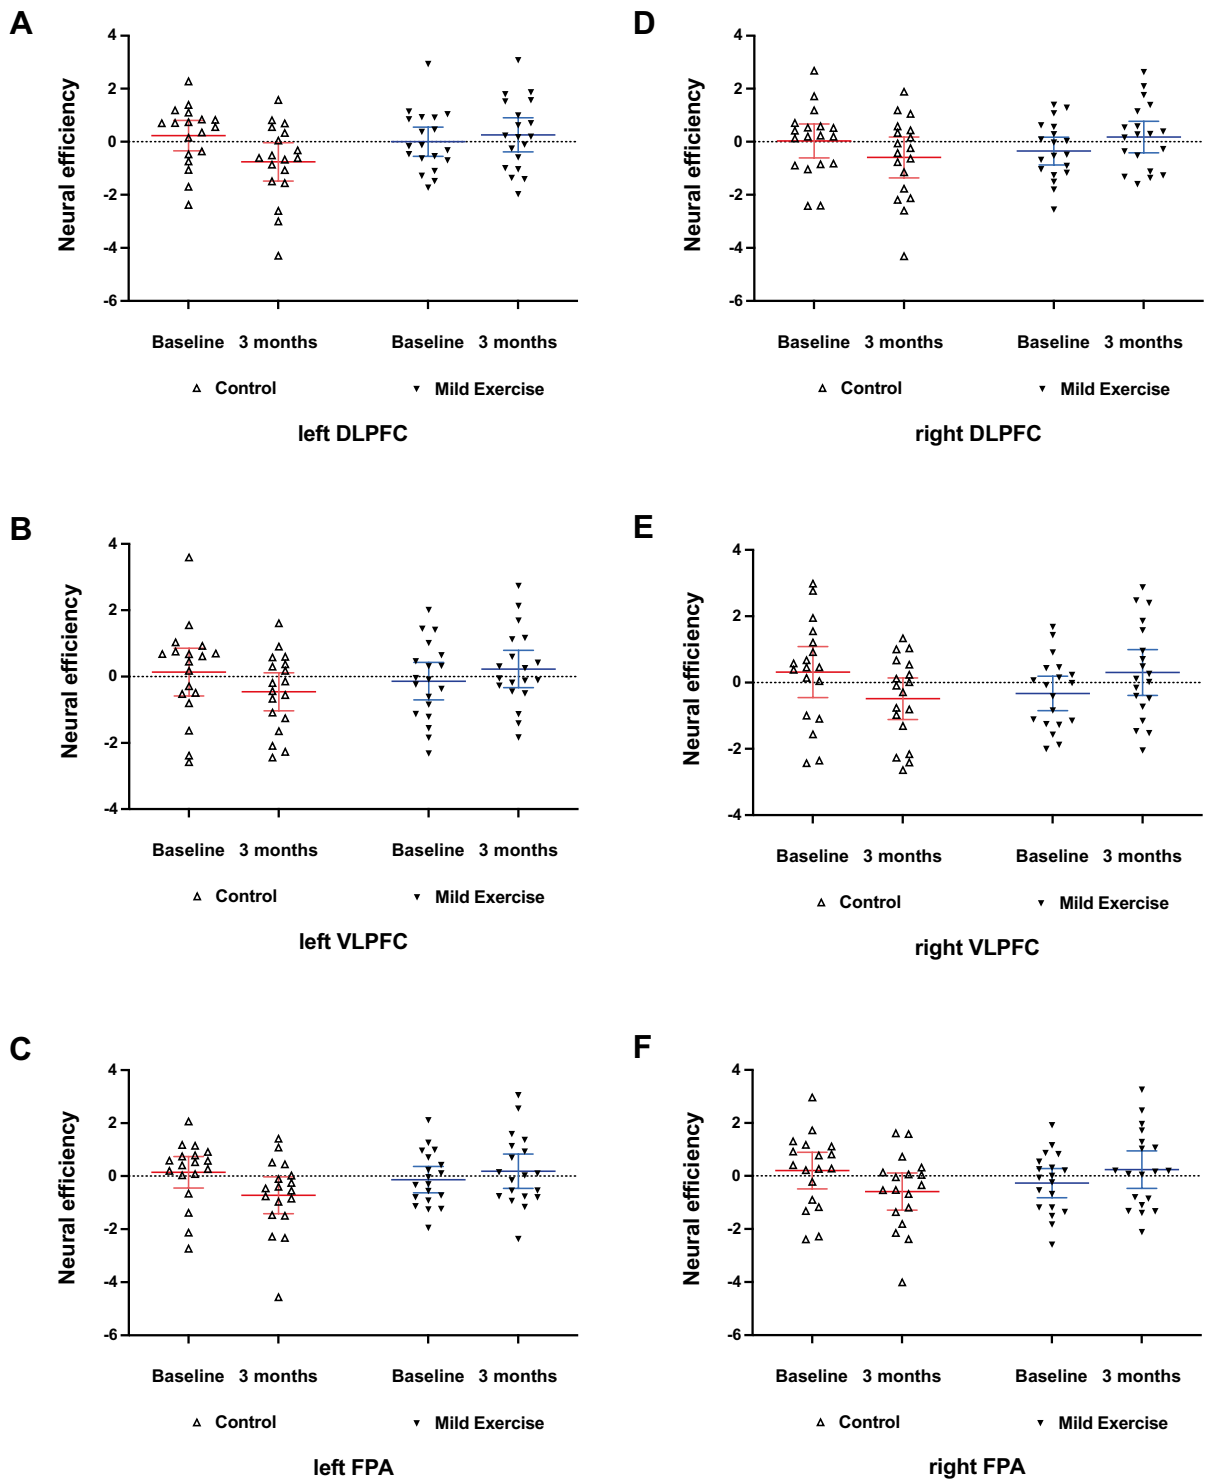 A
4
2
0
-2
-4
-6
Neural efficiency
Baseline 3 months Baseline 3 months
Control Mild Exercise
left DLPFC
D
4
2
0
-2
-4
-6
Neural efficiency
Baseline 3 months Baseline 3 months
Control Mild Exercise
right DLPFC
B
4
2
0
-2
-4
Neural efficiency
Baseline 3 months Baseline 3 months
Control Mild Exercise
left VLPFC
E
4
2
0
-2
-4
Neural efficiency
Baseline 3 months Baseline 3 months
Control Mild Exercise
right VLPFC
C
4
2
0
-2
-4
-6
Neural efficiency
Baseline 3 months Baseline 3 months
Control Mild Exercise
left FPA
F
4
2
0
-2
-4
-6
Neural efficiency
Baseline 3 months Baseline 3 months
Control Mild Exercise
right FPA